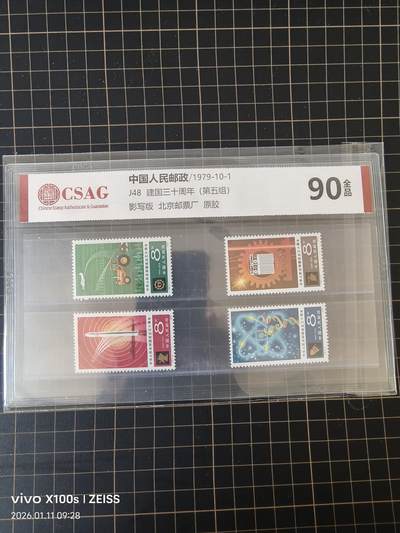 CSAG
中国人民邮政/1979-10-1
J48 建国三十周年（第五组）
影写版 北京邮票厂 原胶
90
8
8
8
8
vivo X100s | ZEISS
2026.01.11 09:28